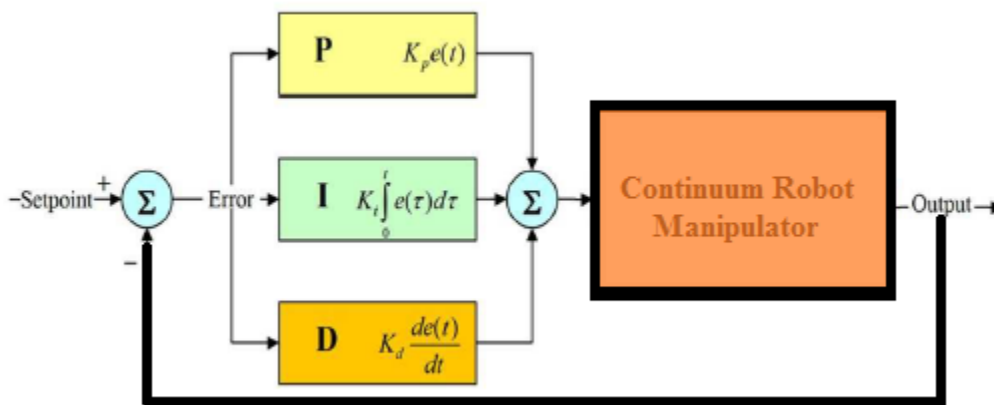 P K_p e(t)
–Setpoint + Σ Error I K_i ∫_0^t e(τ)dτ Σ Continuum Robot Manipulator Output
–
D K_d de(t)/dt